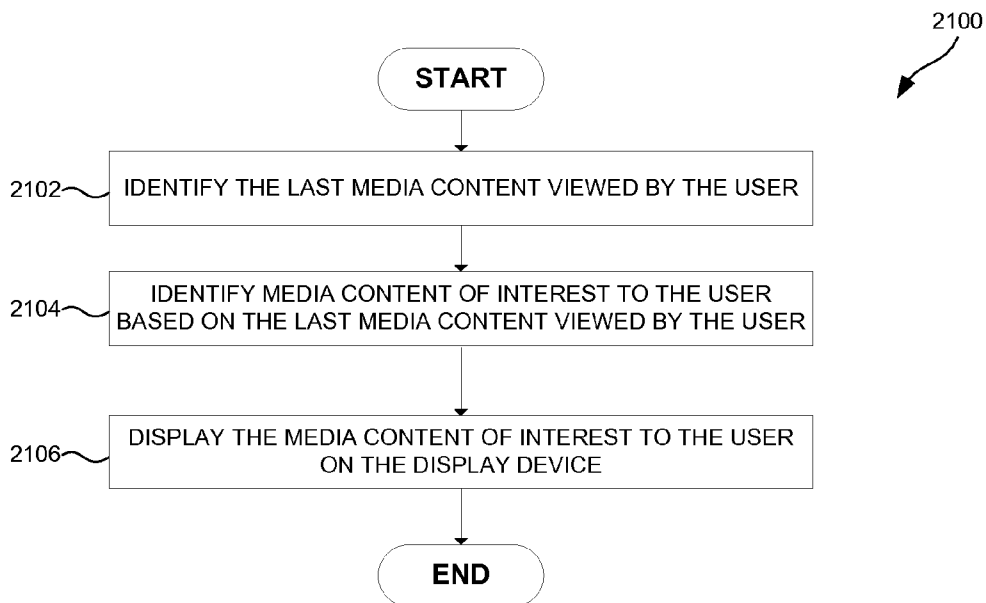 2100
START
2102
IDENTIFY THE LAST MEDIA CONTENT VIEWED BY THE USER
2104
IDENTIFY MEDIA CONTENT OF INTEREST TO THE USER
BASED ON THE LAST MEDIA CONTENT VIEWED BY THE USER
2106
DISPLAY THE MEDIA CONTENT OF INTEREST TO THE USER
ON THE DISPLAY DEVICE
END